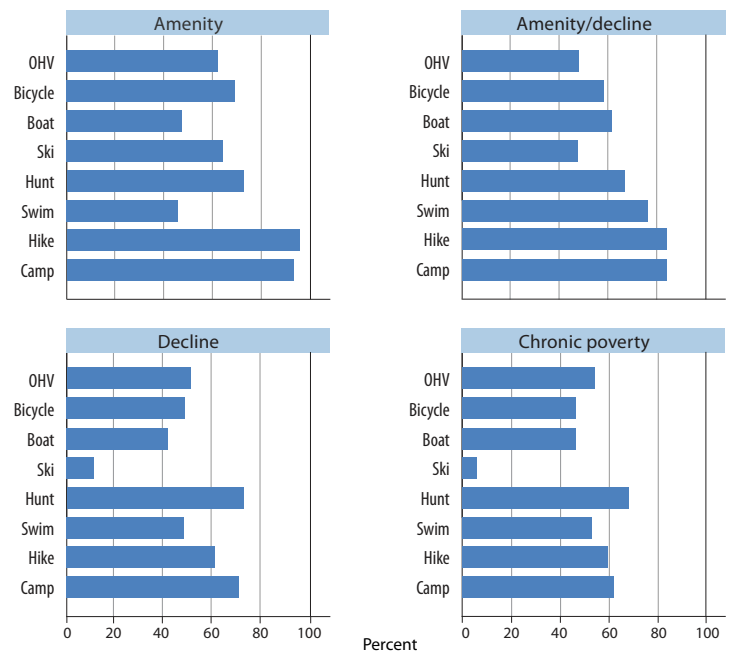 Amenity
OHV
Bicycle
Boat
Ski
Hunt
Swim
Hike
Camp
Amenity/decline
OHV
Bicycle
Boat
Ski
Hunt
Swim
Hike
Camp
Decline
OHV
Bicycle
Boat
Ski
Hunt
Swim
Hike
Camp
0 20 40 60 80 100
Chronic poverty
OHV
Bicycle
Boat
Ski
Hunt
Swim
Hike
Camp
0 20 40 60 80 100
Percent